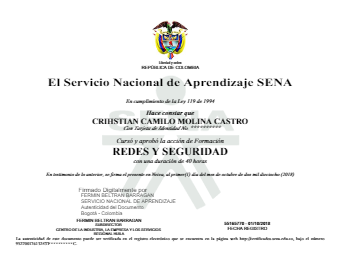 Libertad y orden
REPÚBLICA DE COLOMBIA
El Servicio Nacional de Aprendizaje SENA
En cumplimiento de la Ley 119 de 1994
Hace constar que
CRIHSTIAN CAMILO MOLINA CASTRO
Con Tarjeta de Identidad No. **********
Cursó y aprobó la acción de Formación
REDES Y SEGURIDAD
con una duración de 40 horas
En testimonio de lo anterior, se firma el presente en Neiva, al primer(1) día del mes de octubre de dos mil dieciocho (2018)
Firmado Digitalmente por
FERMIN BELTRAN BARRAGAN
SERVICIO NACIONAL DE APRENDIZAJE
Autenticidad del Documento
Bogotá - Colombia
FERMIN BELTRAN BARRAGAN
SUBDIRECTOR
CENTRO DE LA INDUSTRIA, LA EMPRESA Y LOS SERVICIOS
REGIONAL HUILA
01/10/2018
FECHA REGISTRO
La autenticidad de este documento puede ser verificada en el registro electrónico que se encuentra en la página web http://certificados.sena.edu.co, bajo el número